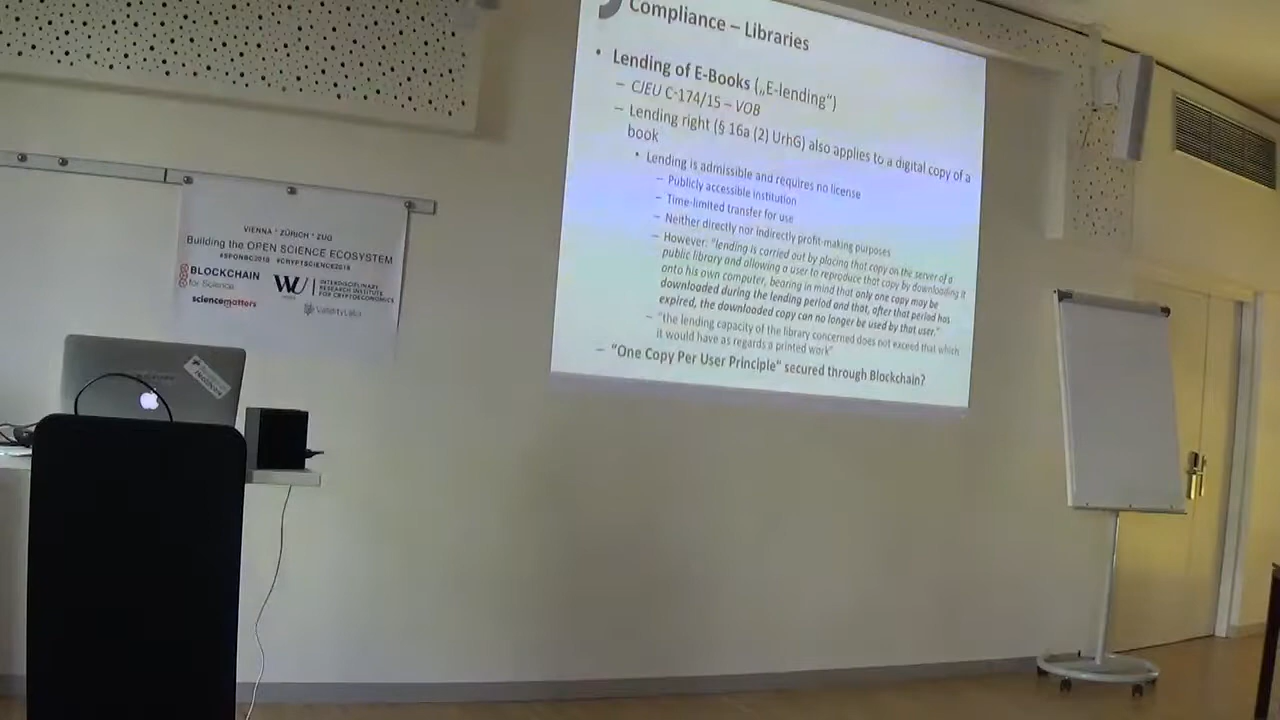 Compliance – Libraries
• Lending of E-Books („E-lending“)
– CJEU C-174/15 – VOB
– Lending right (§ 16a (2) UrhG) also applies to a digital copy of a
book
• Lending is admissible and requires no license
– Publicly accessible institution
– Time-limited transfer for use
– Neither directly nor indirectly profit-making purposes
– However: "lending is carried out by placing that copy on the server of a
public library and allowing a user to reproduce that copy by downloading it
onto his own computer, bearing in mind that only one copy may be
downloaded during the lending period and that, after that period has
expired, the downloaded copy can no longer be used by that user."
– "the lending capacity of the library concerned does not exceed that which
it would have as regards a printed work"
– "One Copy Per User Principle" secured through Blockchain?
VIENNA * ZÜRICH * ZUG
Building the OPEN SCIENCE ECOSYSTEM
#SPONBC2018 #CRYPTSCIENCE2018
BLOCKCHAIN
for Science
sciencematters
WU
INTERDISCIPLINARY
RESEARCH INSTITUTE
FOR CRYPTOECONOMICS